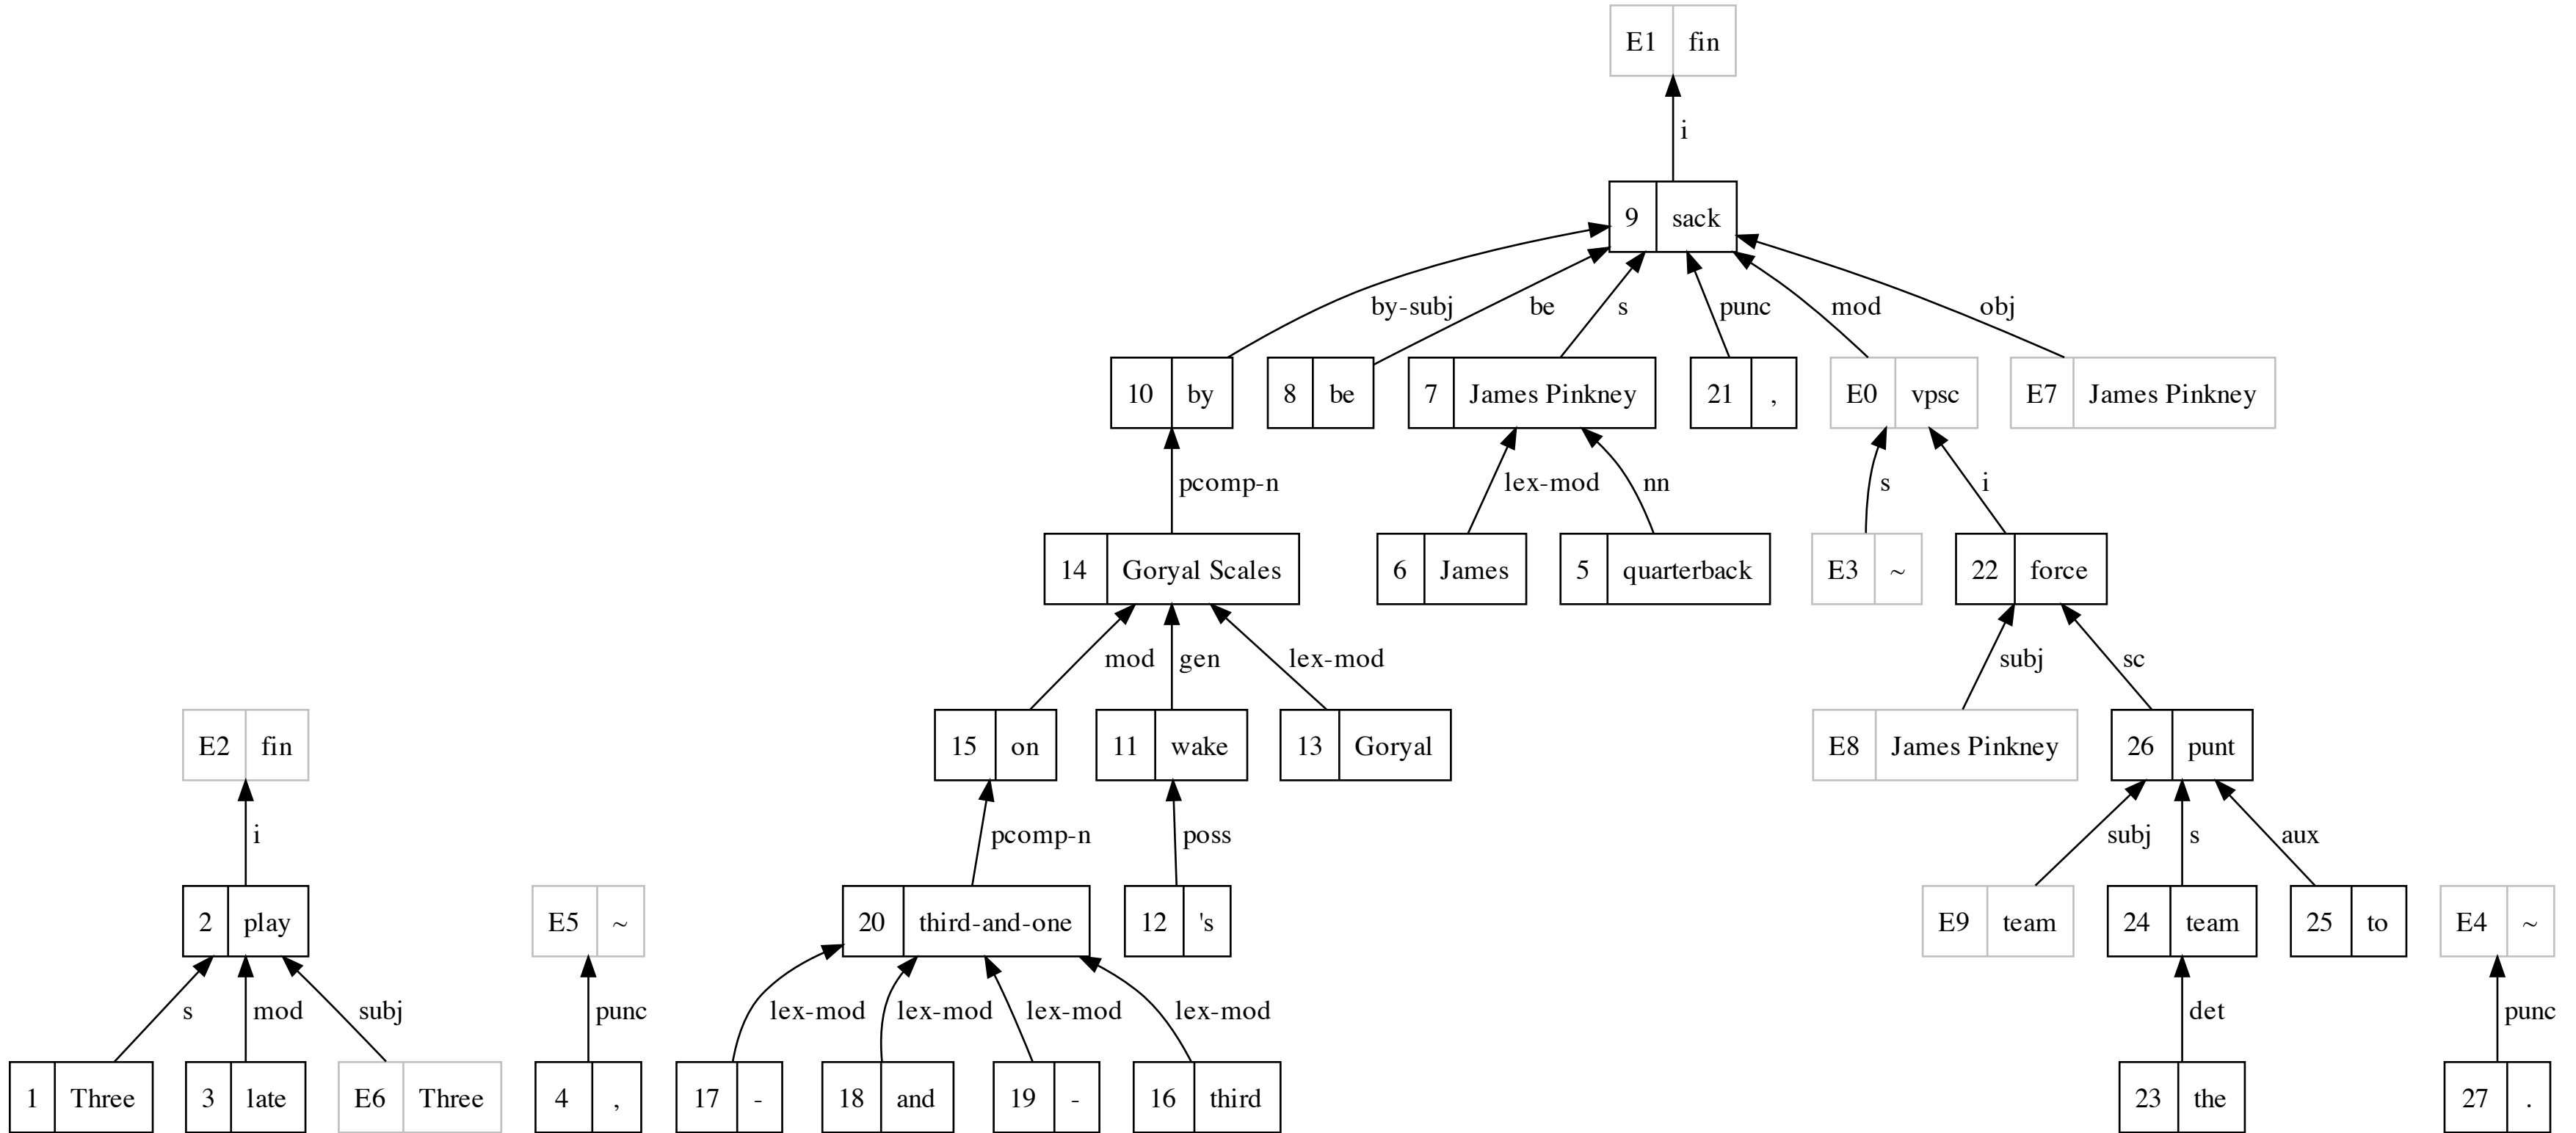 E1 fin
i
9 sack
by-subj be s punc mod obj
10 by 8 be 7 James Pinkney 21 , E0 vpsc E7 James Pinkney
pcomp-n lex-mod nn s i
14 Goryal Scales 6 James 5 quarterback E3 ~ 22 force
mod gen lex-mod subj sc
E2 fin 15 on 11 wake 13 Goryal E8 James Pinkney 26 punt
i pcomp-n poss subj s aux
2 play E5 ~ 20 third-and-one 12 's E9 team 24 team 25 to E4 ~
s mod subj punc lex-mod lex-mod lex-mod lex-mod det punc
1 Three 3 late E6 Three 4 , 17 - 18 and 19 - 16 third 23 the 27 .